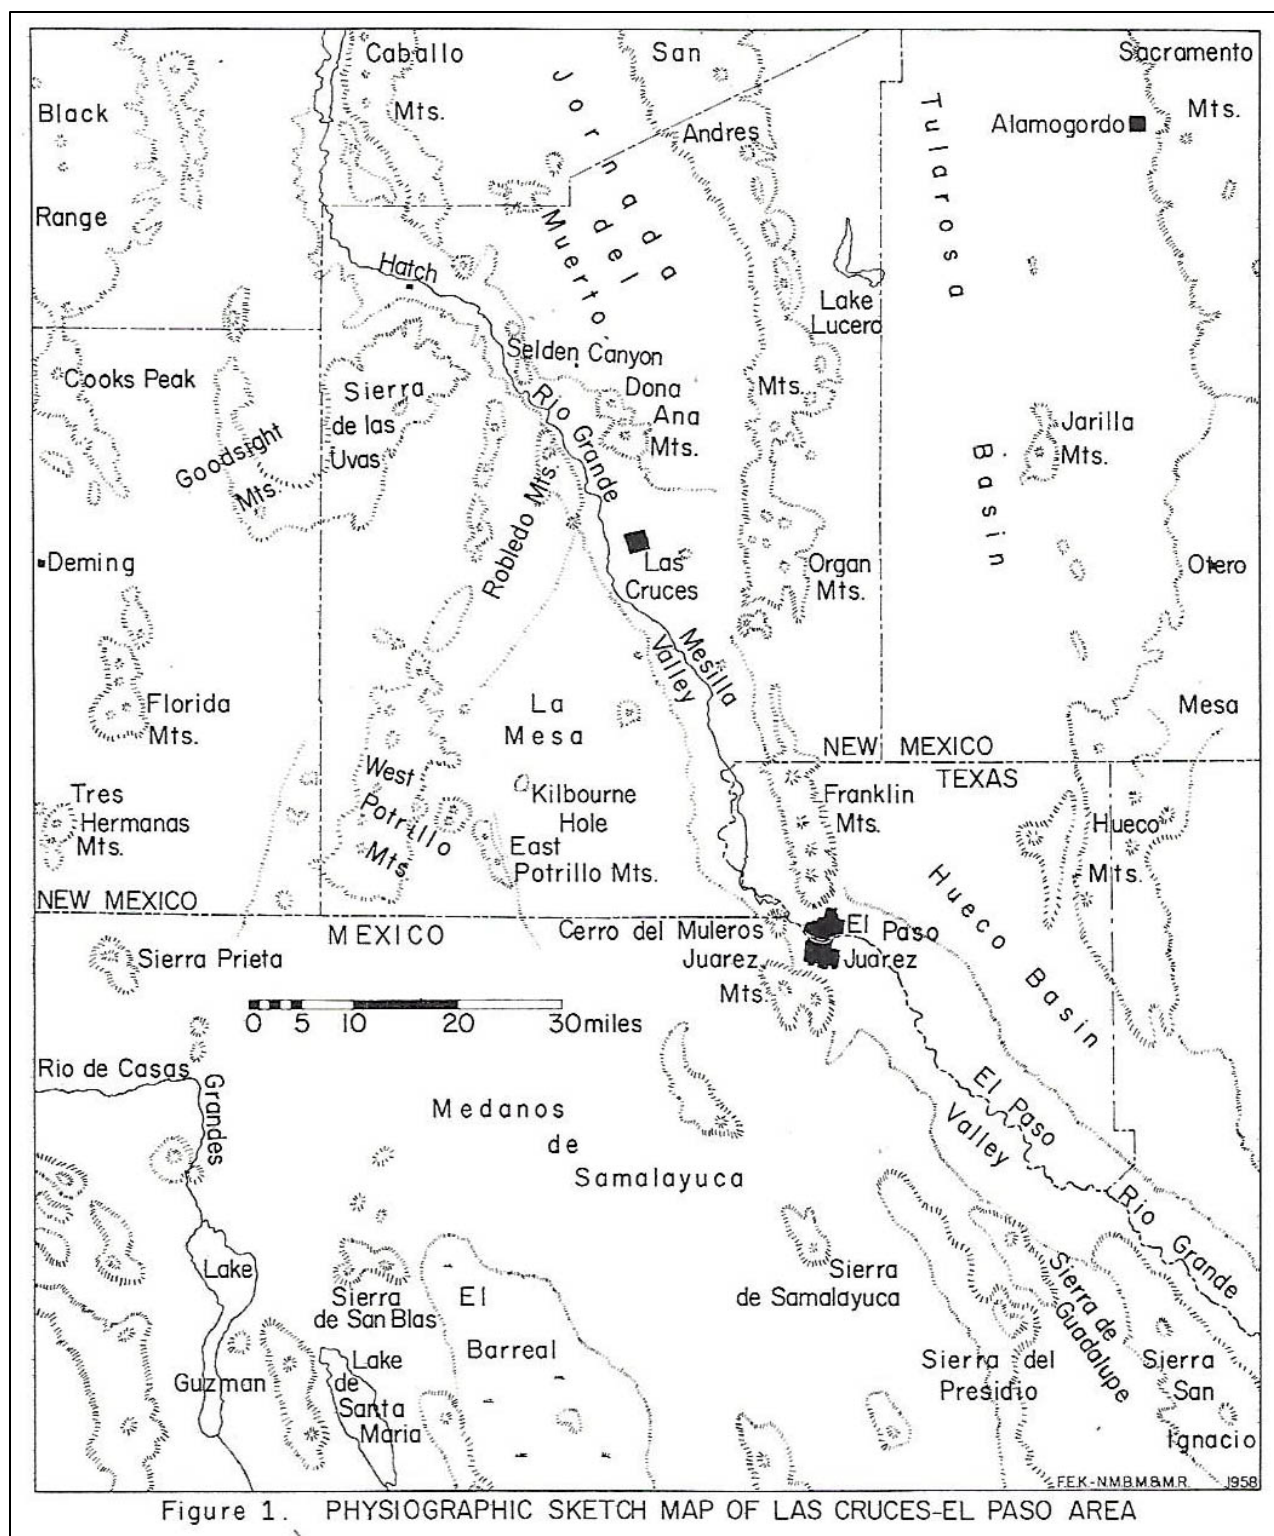 Caballo
Mts.
San
Andres
Mts.
Sacramento
Mts.
Black
Range
Jornada
del
Muerto
Tularosa
Basin
Alamogordo
Hatch
Lake
Lucero
Selden Canyon
Cooks Peak
Sierra
de las
Uvas
Goodsight
Mts.
Rio Grande
Dona
Ana
Mts.
Jarilla
Mts.
Robledo Mts.
Deming
Las
Cruces
Organ
Mts.
Otero
Mesa
Mesilla
Valley
Florida
Mts.
La
Mesa
NEW MEXICO
TEXAS
Tres
Hermanas
Mts.
West
Potrillo
Mts.
Kilbourne
Hole
East
Potrillo Mts.
Franklin
Mts.
Hueco
Mts.
Hueco Basin
NEW MEXICO
MEXICO
Cerro del Muleros
El Paso
Juarez
Juarez
Mts.
Sierra Prieta
0 5 10 20 30 miles
Rio de Casas
Grandes
Medanos
de
Samalayuca
El Paso
Valley
Rio Grande
Lake
Guzman
Sierra
de San Blas
El
Barreal
Lake
de
Santa
Maria
Sierra
de Samalayuca
Sierra de
Guadalupe
Sierra del
Presidio
Sierra
San
Ignacio
F.E.K.-N.M.B.M.&M.R. 1958
Figure 1. PHYSIOGRAPHIC SKETCH MAP OF LAS CRUCES-EL PASO AREA